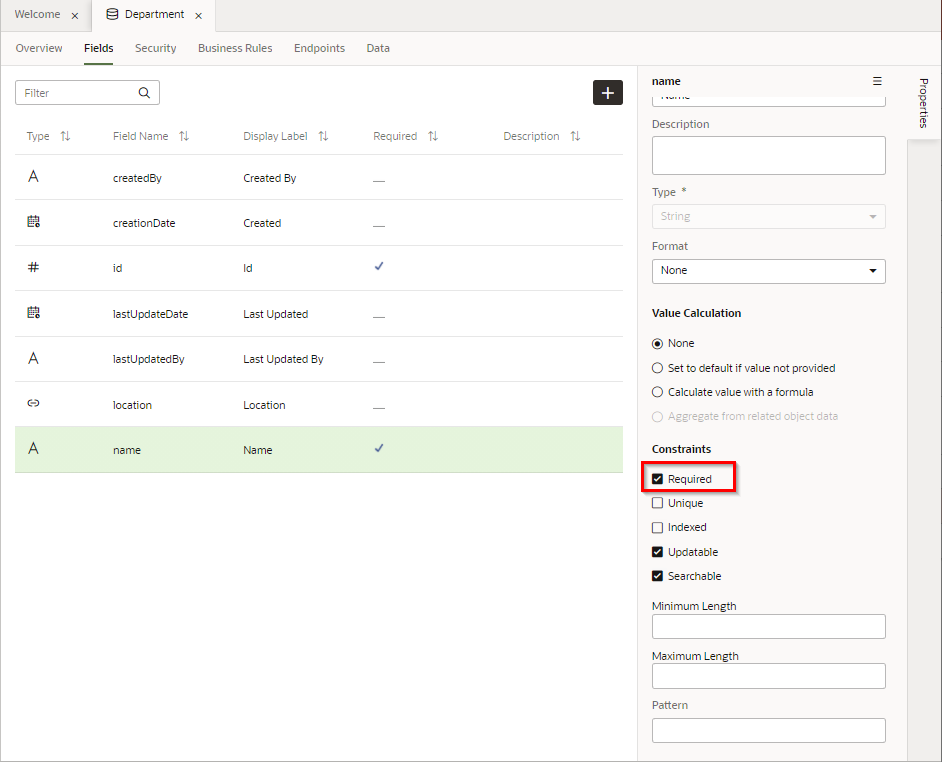 Welcome × Department ×
Overview Fields Security Business Rules Endpoints Data
Filter
Type Field Name Display Label Required Description
A createdBy Created By
creationDate Created
# id Id ✓
lastUpdateDate Last Updated
A lastUpdatedBy Last Updated By
location Location
A name Name ✓
name
Name
Description
Type *
String
Format
None
Value Calculation
None
Set to default if value not provided
Calculate value with a formula
Aggregate from related object data
Constraints
Required
Unique
Indexed
Updatable
Searchable
Minimum Length
Maximum Length
Pattern
Properties